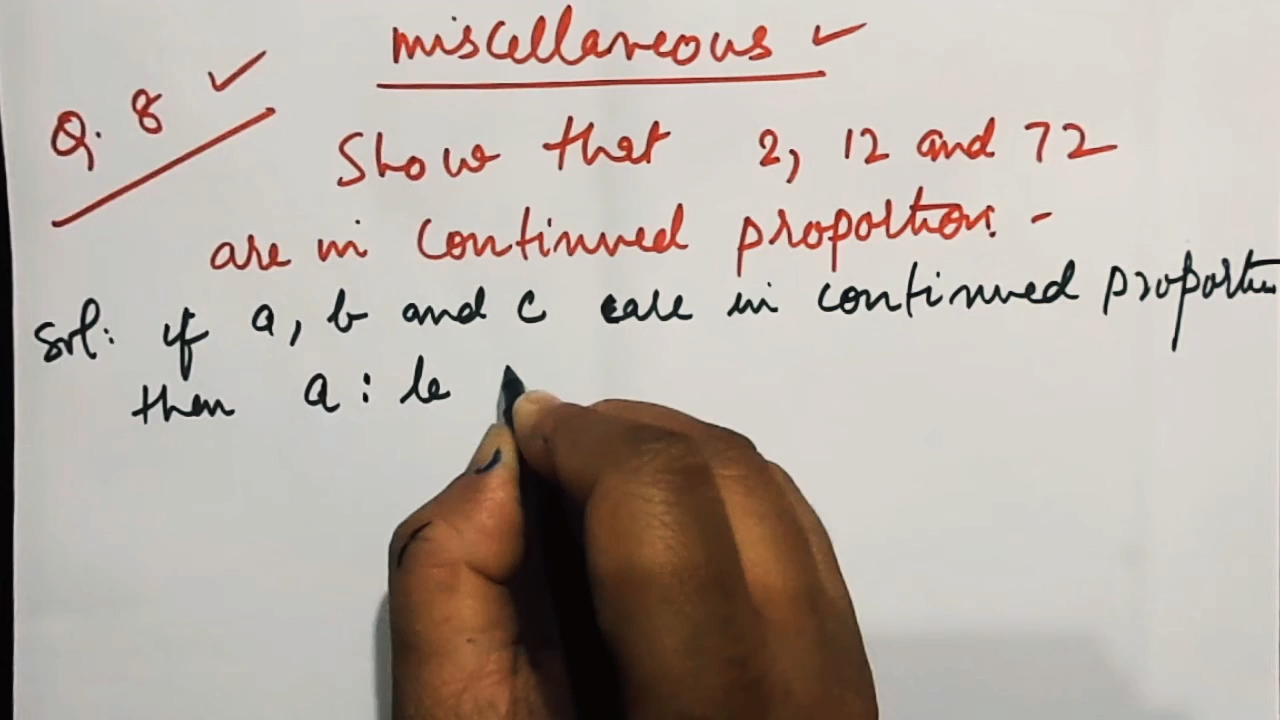 miscellaneous
Q. 8
Show that 2, 12 and 72
are in continued proportion. -
Sol: if a, b and c are in continued proportion
then a : b